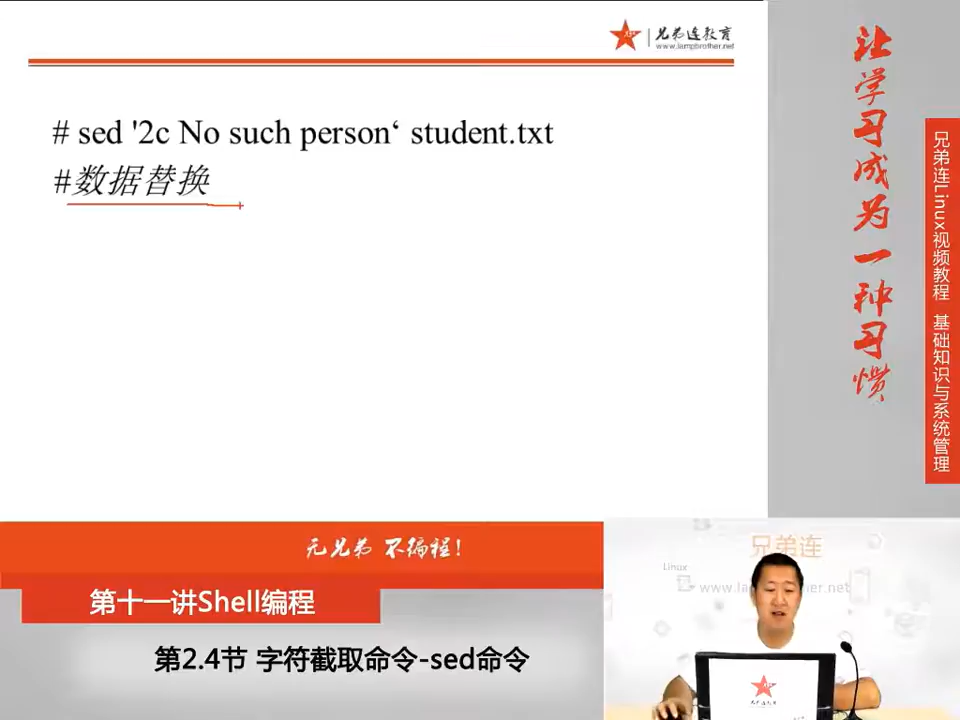 兄弟连教育
www.lampbrother.net
# sed '2c No such person‘ student.txt
#数据替换
让学习成为一种习惯
兄弟连Linux视频教程 基础知识与系统管理
无兄弟 不编程!
第十一讲Shell编程
第2.4节 字符截取命令-sed命令
兄弟连
Linux